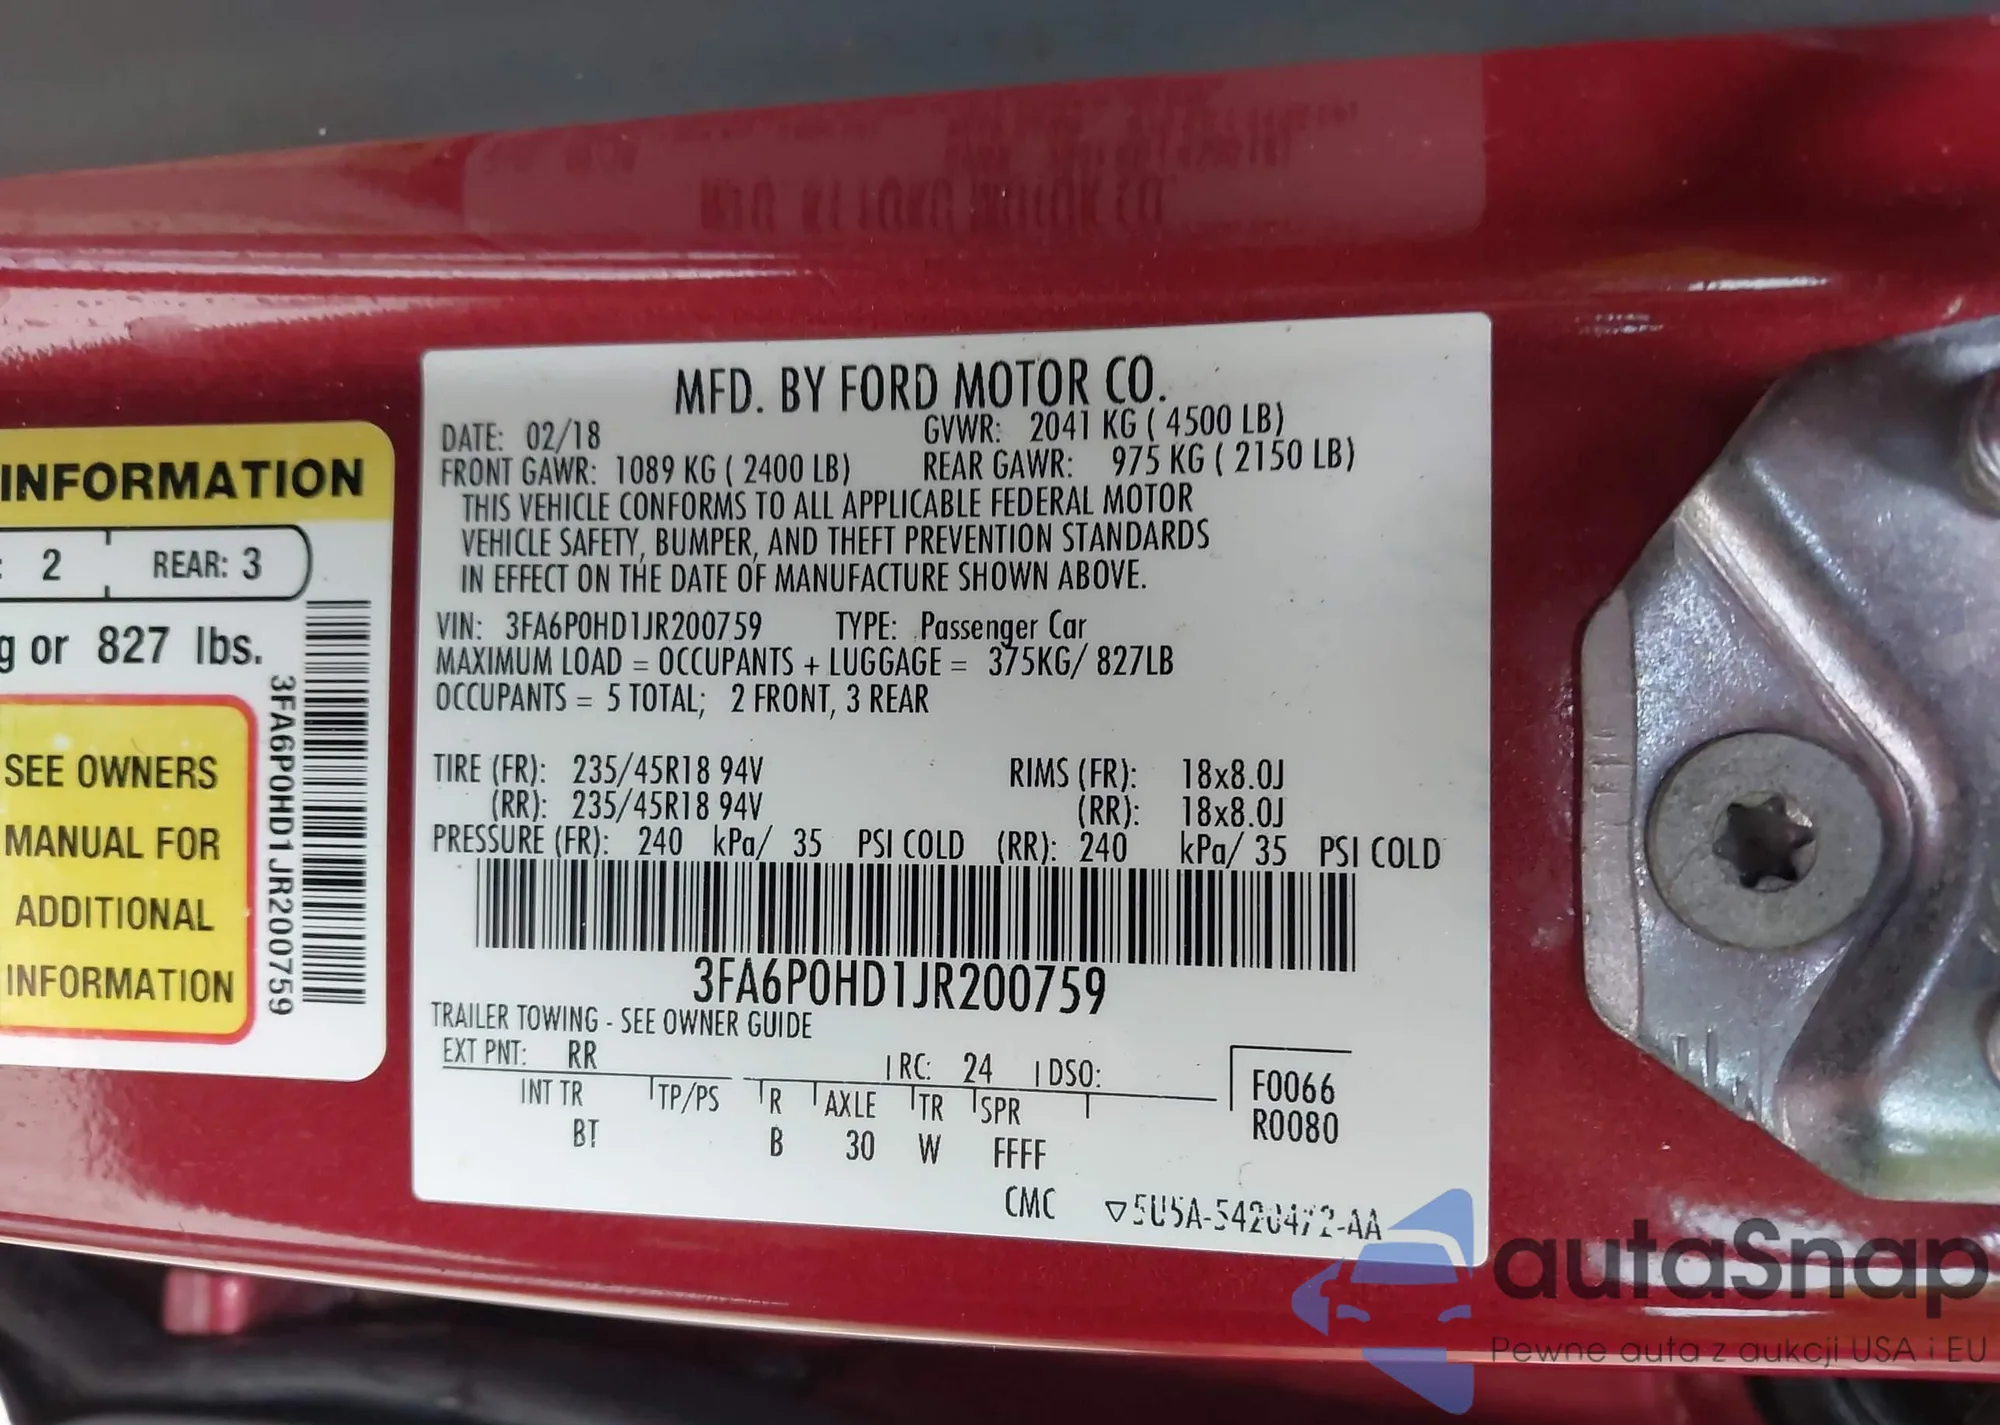 INFORMATION
2 REAR: 3
g or 827 lbs.
SEE OWNERS
MANUAL FOR
ADDITIONAL
INFORMATION
3FA6P0HD1JR200759
MFD. BY FORD MOTOR CO.
DATE: 02/18 GVWR: 2041 KG ( 4500 LB)
FRONT GAWR: 1089 KG ( 2400 LB) REAR GAWR: 975 KG ( 2150 LB)
THIS VEHICLE CONFORMS TO ALL APPLICABLE FEDERAL MOTOR
VEHICLE SAFETY, BUMPER, AND THEFT PREVENTION STANDARDS
IN EFFECT ON THE DATE OF MANUFACTURE SHOWN ABOVE.
VIN: 3FA6P0HD1JR200759 TYPE: Passenger Car
MAXIMUM LOAD = OCCUPANTS + LUGGAGE = 375KG/ 827LB
OCCUPANTS = 5 TOTAL; 2 FRONT, 3 REAR
TIRE (FR): 235/45R18 94V RIMS (FR): 18x8.0J
(RR): 235/45R18 94V (RR): 18x8.0J
PRESSURE (FR): 240 kPa/ 35 PSI COLD (RR): 240 kPa/ 35 PSI COLD
3FA6P0HD1JR200759
TRAILER TOWING - SEE OWNER GUIDE
EXT PNT: RR RC: 24 DSO:
INT TR TP/PS R AXLE TR SPR
BT B 30 W FFFF
F0066
R0080
CMC ▽5U5A-5420472-AA
autaSnap
Pewne auta z aukcji USA i EU